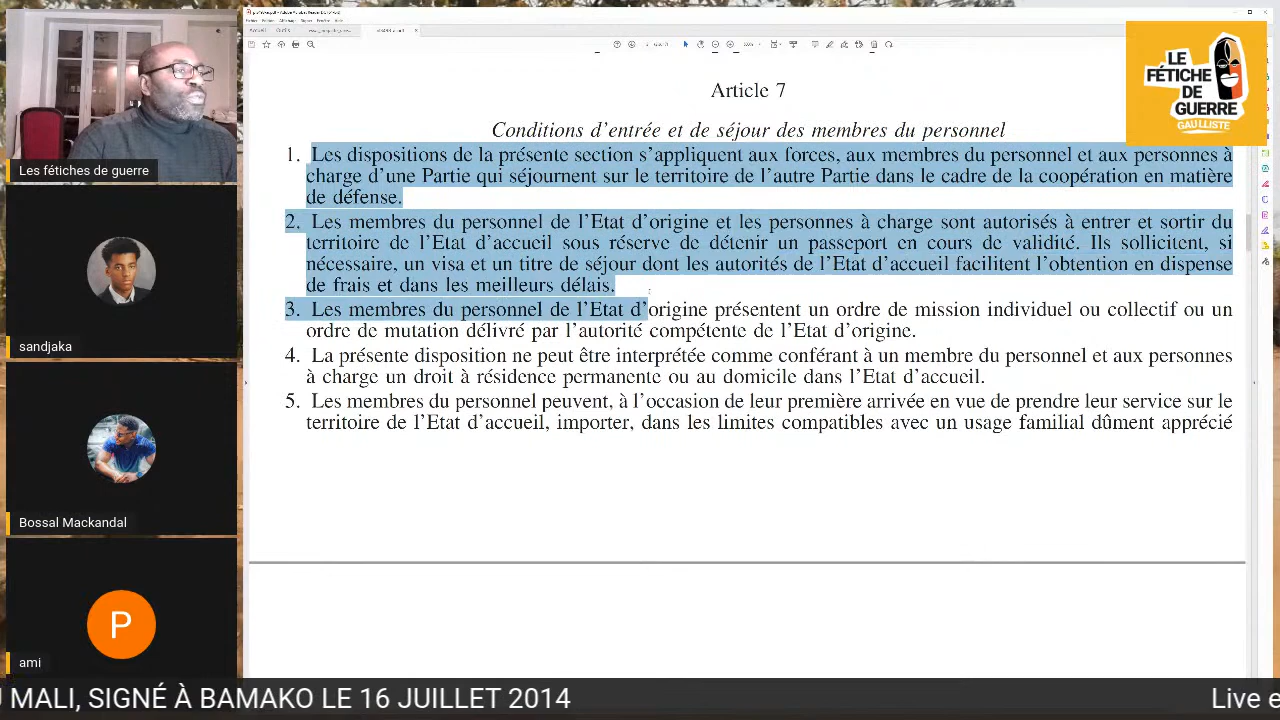 LE
FÉTICHE
DE
GUERRE
GAULLISTE
Article 7
Conditions d'entrée et de séjour des membres du personnel
1. Les dispositions de la présente section s'appliquent aux forces, aux membres du personnel et aux personnes à
charge d'une Partie qui séjournent sur le territoire de l'autre Partie dans le cadre de la coopération en matière
de défense.
2. Les membres du personnel de l'Etat d'origine et les personnes à charge sont autorisés à entrer et sortir du
territoire de l'Etat d'accueil sous réserve de détenir un passeport en cours de validité. Ils sollicitent, si
nécessaire, un visa et un titre de séjour dont les autorités de l'Etat d'accueil facilitent l'obtention en dispense
de frais et dans les meilleurs délais.
3. Les membres du personnel de l'Etat d'origine présentent un ordre de mission individuel ou collectif ou un
ordre de mutation délivré par l'autorité compétente de l'Etat d'origine.
4. La présente disposition ne peut être interprétée comme conférant à un membre du personnel et aux personnes
à charge un droit à résidence permanente ou au domicile dans l'Etat d'accueil.
5. Les membres du personnel peuvent, à l'occasion de leur première arrivée en vue de prendre leur service sur le
territoire de l'Etat d'accueil, importer, dans les limites compatibles avec un usage familial dûment apprécié
Les fétiches de guerre
sandjaka
Bossal Mackandal
P
ami
MALI, SIGNÉ À BAMAKO LE 16 JUILLET 2014
Live e